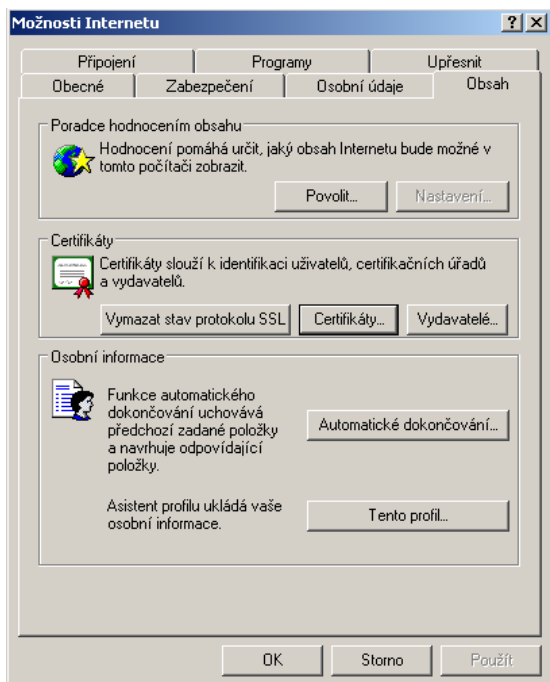 Možnosti Internetu
Připojení Programy Upřesnit
Obecné Zabezpečení Osobní údaje Obsah
Poradce hodnocením obsahu
Hodnocení pomáhá určit, jaký obsah Internetu bude možné v
tomto počítači zobrazit.
Povolit... Nastavení...
Certifikáty
Certifikáty slouží k identifikaci uživatelů, certifikačních úřadů
a vydavatelů.
Vymazat stav protokolu SSL Certifikáty... Vydavatelé...
Osobní informace
Funkce automatického
dokončování uchovává
předchozí zadané položky
a navrhuje odpovídající
položky.
Automatické dokončování...
Asistent profilu ukládá vaše
osobní informace.
Tento profil...
OK Storno Použít